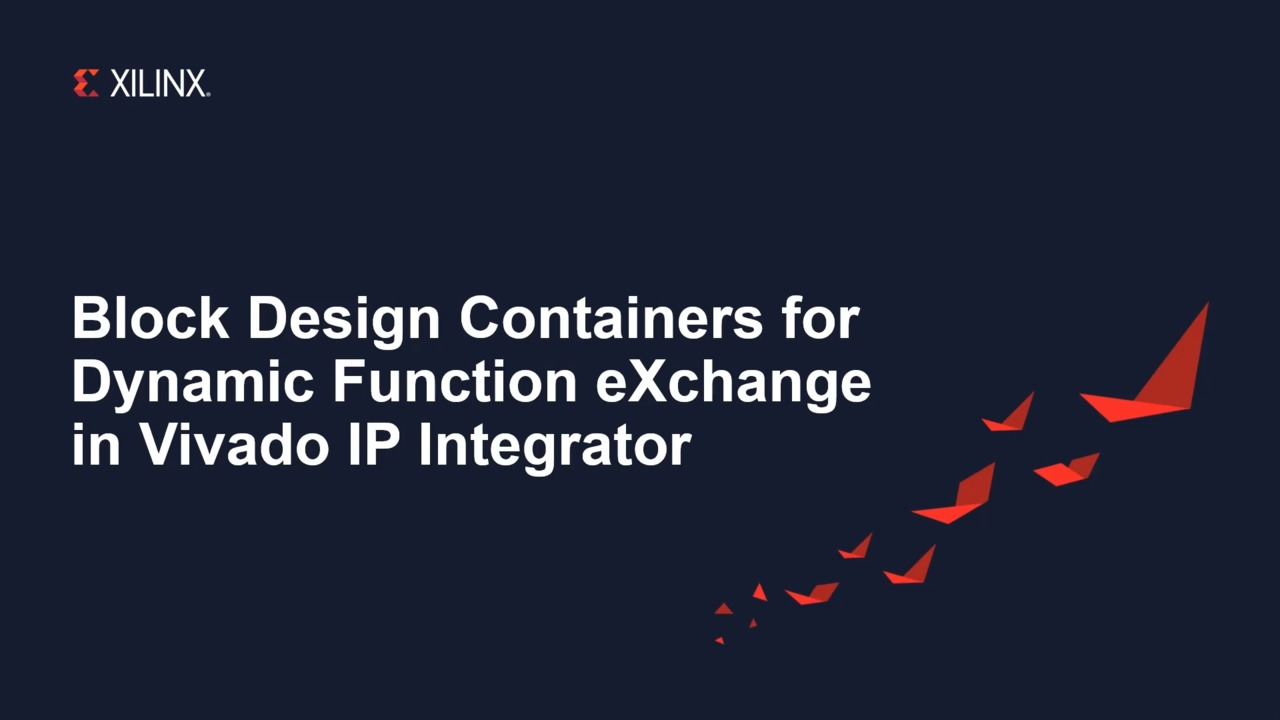 XILINX
Block Design Containers for
Dynamic Function eXchange
in Vivado IP Integrator